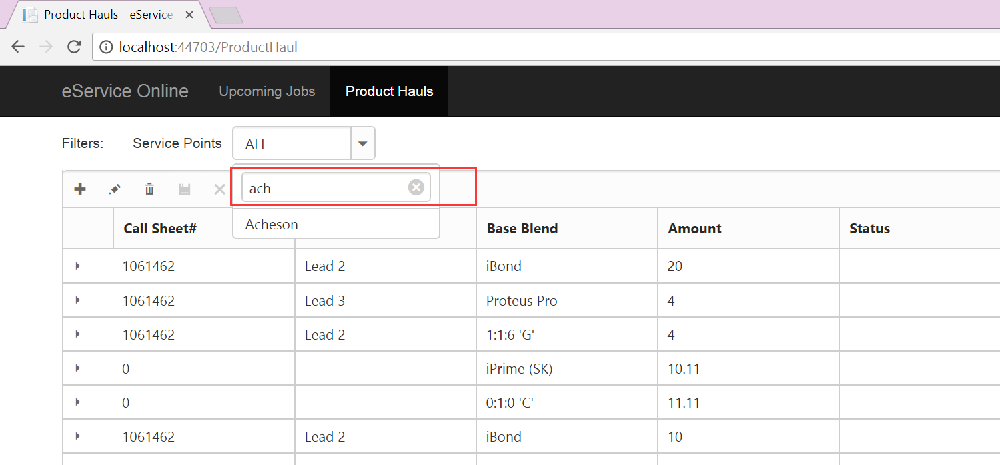 Product Hauls - eService
localhost:44703/ProductHaul
eService Online Upcoming Jobs Product Hauls
Filters: Service Points ALL
ach
Acheson
Call Sheet# Base Blend Amount Status
1061462 Lead 2 iBond 20
1061462 Lead 3 Proteus Pro 4
1061462 Lead 2 1:1:6 'G' 4
0 iPrime (SK) 10.11
0 0:1:0 'C' 11.11
1061462 Lead 2 iBond 10